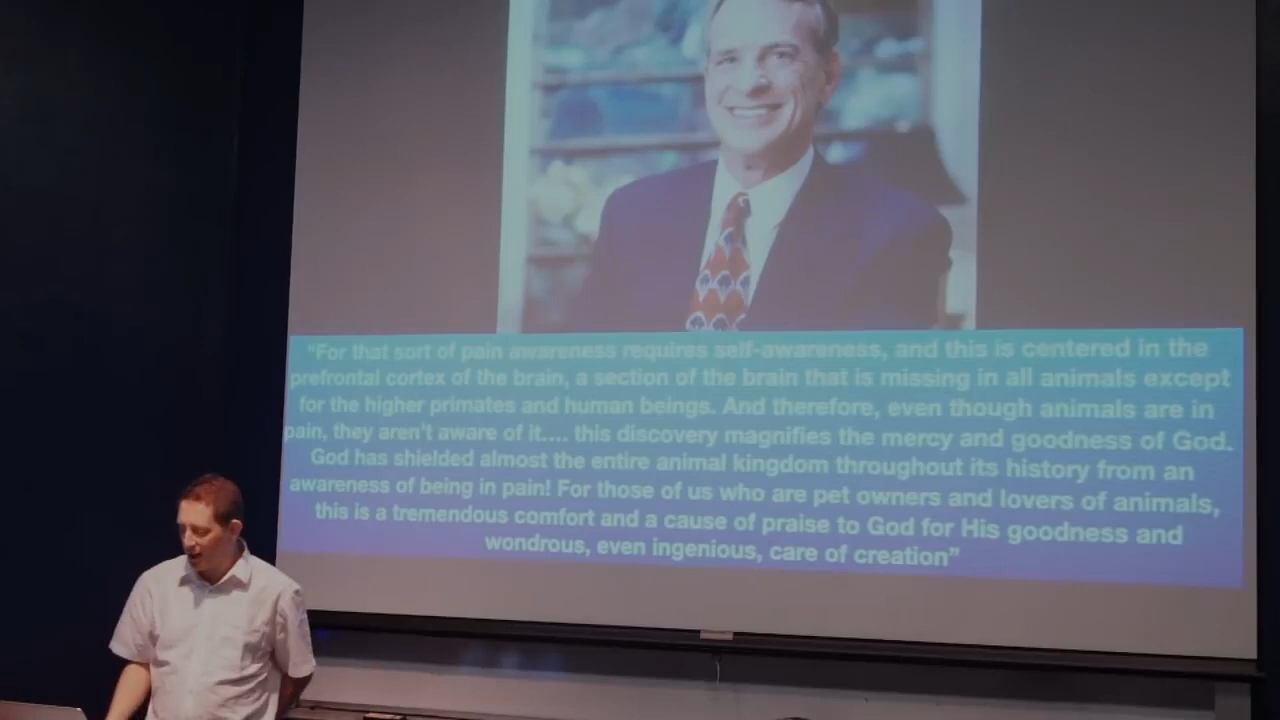 “For that sort of pain awareness requires self-awareness, and this is centered in the
prefrontal cortex of the brain, a section of the brain that is missing in all animals except
for the higher primates and human beings. And therefore, even though animals are in
pain, they aren’t aware of it.... this discovery magnifies the mercy and goodness of God.
God has shielded almost the entire animal kingdom throughout its history from an
awareness of being in pain! For those of us who are pet owners and lovers of animals,
this is a tremendous comfort and a cause of praise to God for His goodness and
wondrous, even ingenious, care of creation”